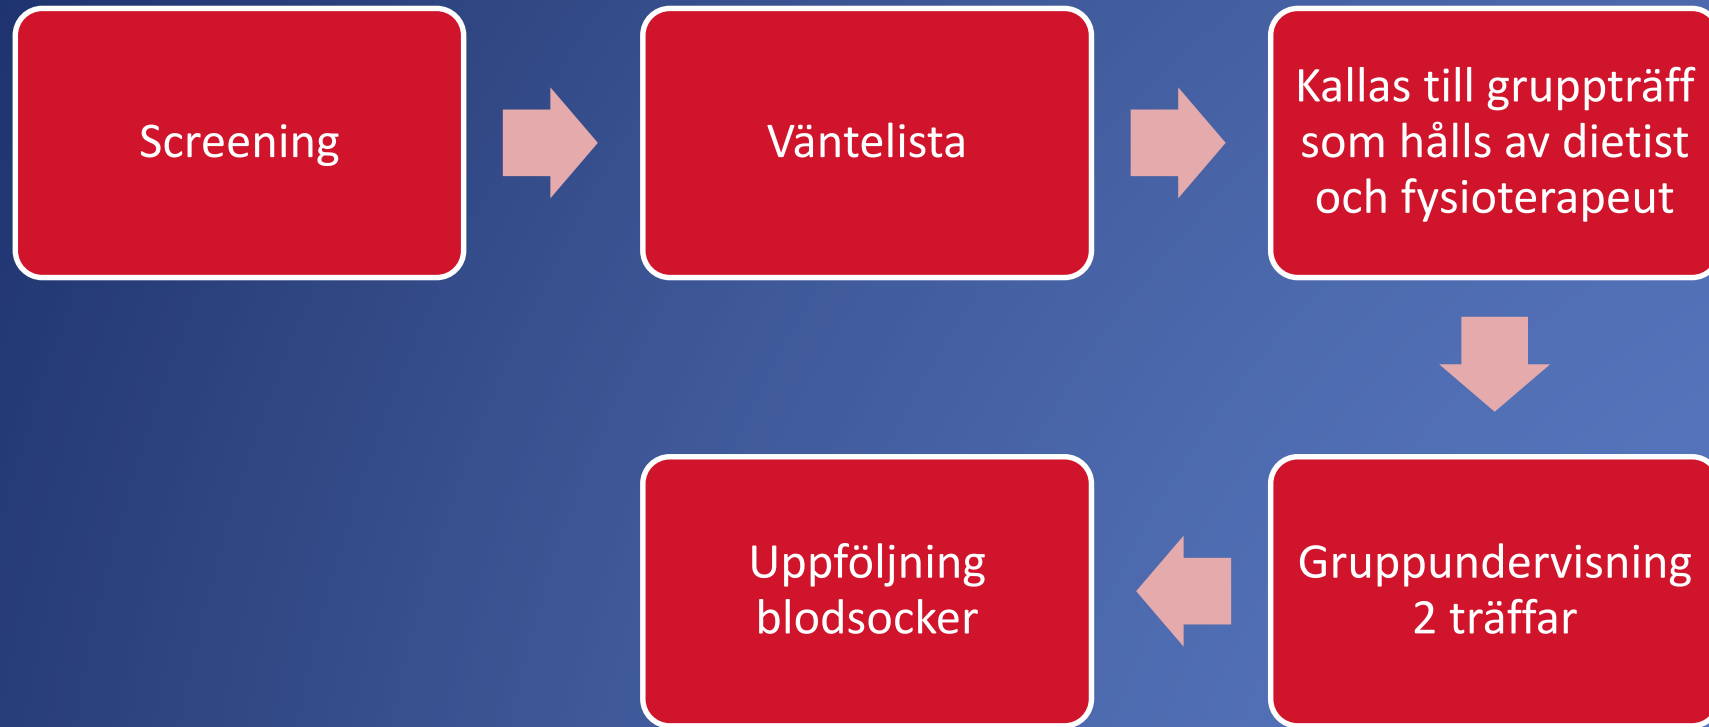 Screening
Väntelista
Kallas till gruppträff
som hålls av dietist
och fysioterapeut
Gruppundervisning
2 träffar
Uppföljning
blodsocker